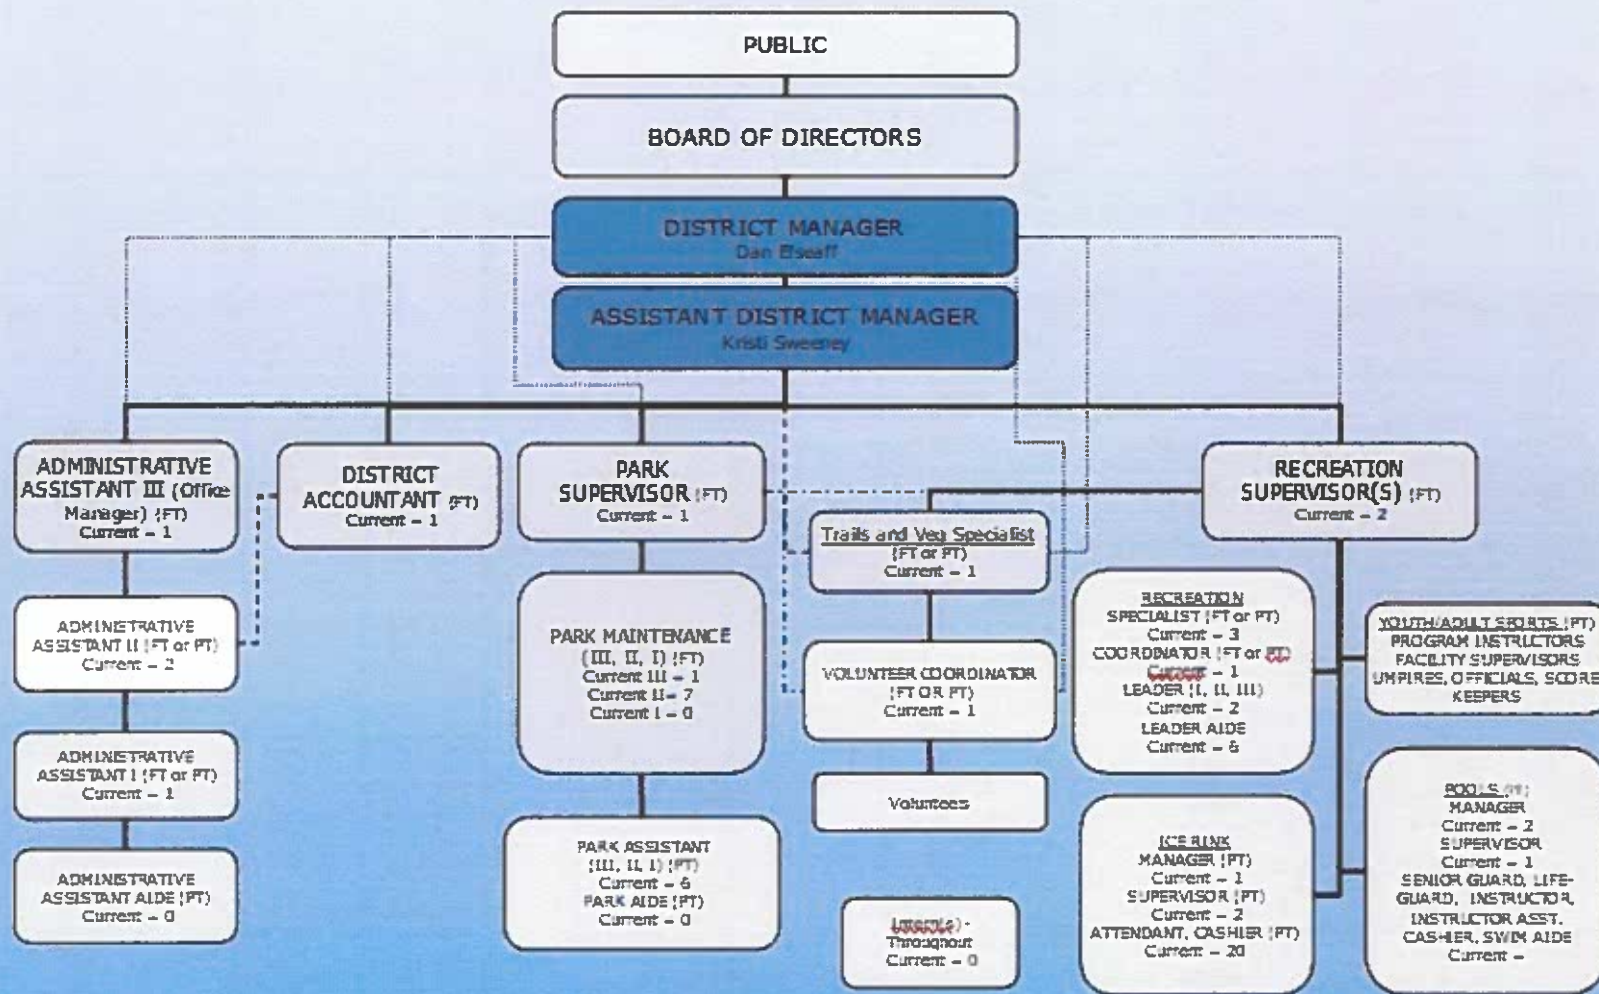 PUBLIC
BOARD OF DIRECTORS
DISTRICT MANAGER
Dan Efseaff
ASSISTANT DISTRICT MANAGER
Kristi Sweeney
ADMINISTRATIVE
ASSISTANT III (Office
Manager) (FT)
Current = 1
DISTRICT
ACCOUNTANT (FT)
Current = 1
PARK
SUPERVISOR (FT)
Current = 1
RECREATION
SUPERVISOR(S) (FT)
Current = 2
Trails and Veg Specialist
(FT or PT)
Current = 1
ADMINISTRATIVE
ASSISTANT II (FT or PT)
Current = 2
PARK MAINTENANCE
(III, II, I) (FT)
Current III = 1
Current II = 7
Current I = 0
VOLUNTEER COORDINATOR
(FT OR PT)
Current = 1
RECREATION
SPECIALIST (FT or PT)
Current = 3
COORDINATOR (FT or PT)
Current = 1
LEADER (I, II, III)
Current = 2
LEADER AIDE
Current = 6
YOUTH/ADULT SPORTS (PT)
PROGRAM INSTRUCTORS
FACILITY SUPERVISORS
UMPIRES, OFFICIALS, SCORE
KEEPERS
ADMINISTRATIVE
ASSISTANT I (FT or PT)
Current = 1
Voluntees
ADMINISTRATIVE
ASSISTANT AIDE (PT)
Current = 0
PARK ASSISTANT
(III, II, I) (PT)
Current = 6
PARK AIDE (PT)
Current = 0
Intern(s) -
Throughout
Current = 0
ICE RINK
MANAGER (PT)
Current = 1
SUPERVISOR (PT)
Current = 2
ATTENDANT, CASHIER (PT)
Current = 20
POOLS (PT)
MANAGER
Current = 2
SUPERVISOR
Current = 1
SENIOR GUARD, LIFE-
GUARD, INSTRUCTOR,
INSTRUCTOR ASST.
CASHIER, SWIM AIDE
Current =